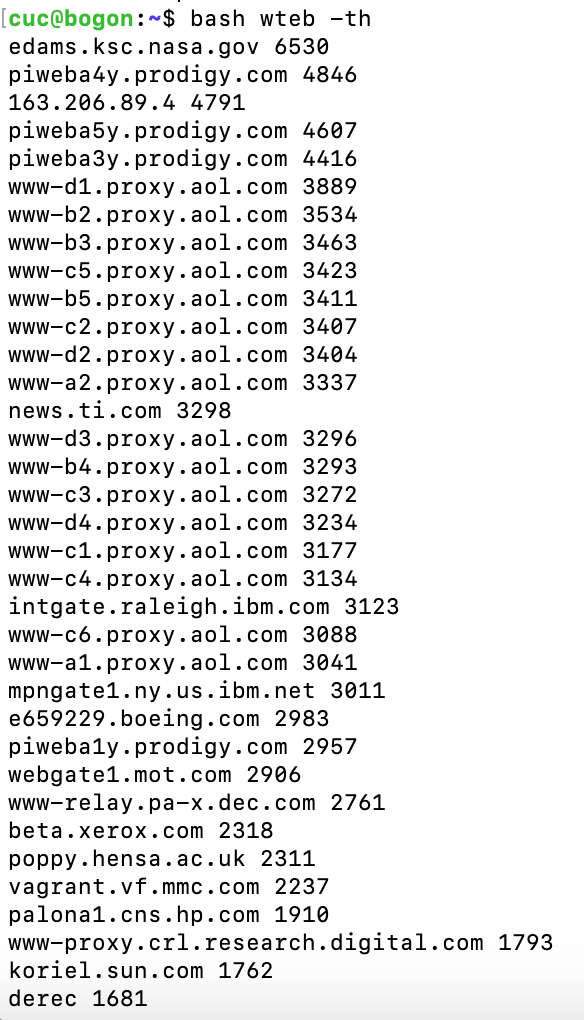 [cuc@bogon:~$ bash wteb -th
edams.ksc.nasa.gov 6530
piweba4y.prodigy.com 4846
163.206.89.4 4791
piweba5y.prodigy.com 4607
piweba3y.prodigy.com 4416
www-d1.proxy.aol.com 3889
www-b2.proxy.aol.com 3534
www-b3.proxy.aol.com 3463
www-c5.proxy.aol.com 3423
www-b5.proxy.aol.com 3411
www-c2.proxy.aol.com 3407
www-d2.proxy.aol.com 3404
www-a2.proxy.aol.com 3337
news.ti.com 3298
www-d3.proxy.aol.com 3296
www-b4.proxy.aol.com 3293
www-c3.proxy.aol.com 3272
www-d4.proxy.aol.com 3234
www-c1.proxy.aol.com 3177
www-c4.proxy.aol.com 3134
intgate.raleigh.ibm.com 3123
www-c6.proxy.aol.com 3088
www-a1.proxy.aol.com 3041
mpngate1.ny.us.ibm.net 3011
e659229.boeing.com 2983
piweba1y.prodigy.com 2957
webgate1.mot.com 2906
www-relay.pa-x.dec.com 2761
beta.xerox.com 2318
poppy.hensa.ac.uk 2311
vagrant.vf.mmc.com 2237
palona1.cns.hp.com 1910
www-proxy.crl.research.digital.com 1793
koriel.sun.com 1762
derec 1681